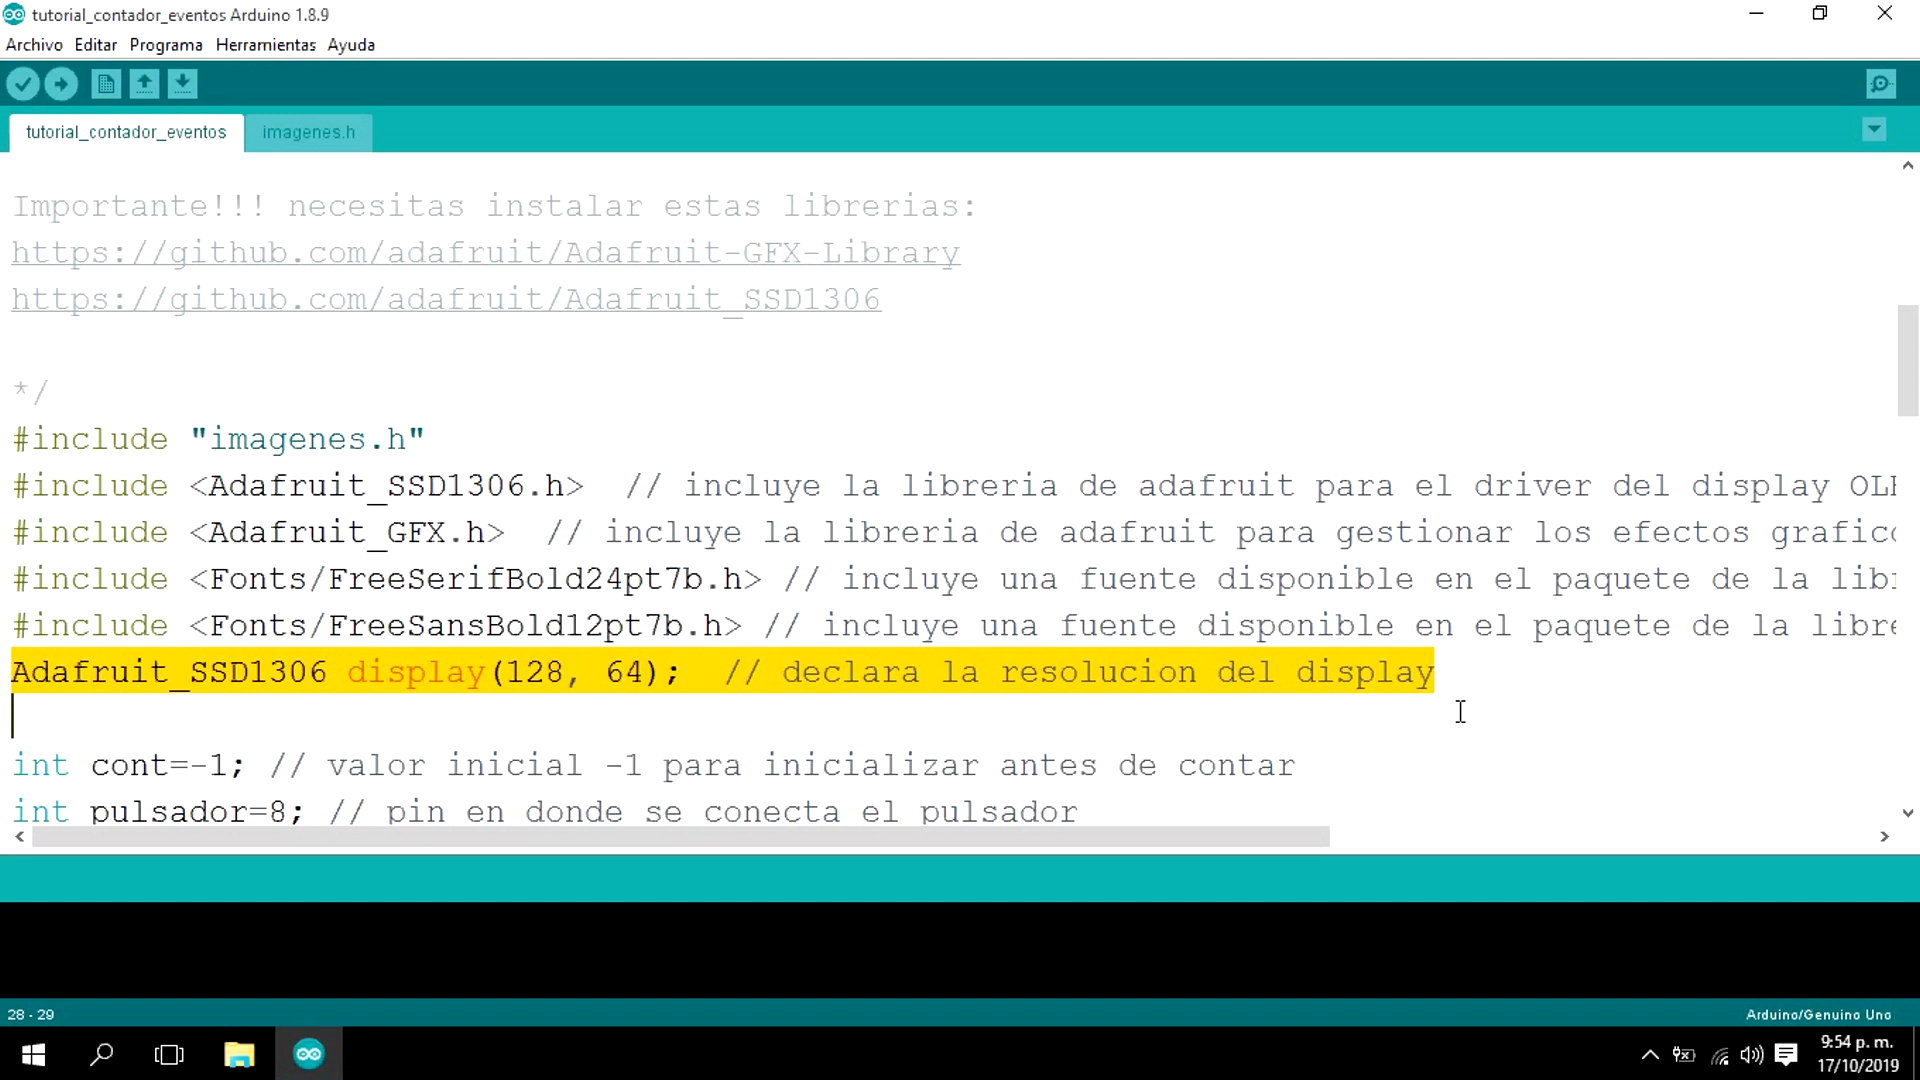 tutorial_contador_eventos Arduino 1.8.9
Archivo Editar Programa Herramientas Ayuda
tutorial_contador_eventos imagenes.h
Importante!!! necesitas instalar estas librerias:
https://github.com/adafruit/Adafruit-GFX-Library
https://github.com/adafruit/Adafruit_SSD1306
*/
#include "imagenes.h"
#include <Adafruit_SSD1306.h> // incluye la libreria de adafruit para el driver del display
#include <Adafruit_GFX.h> // incluye la libreria de adafruit para gestionar los efectos
#include <Fonts/FreeSerifBold24pt7b.h> // incluye una fuente disponible en el paquete de la
#include <Fonts/FreeSansBold12pt7b.h> // incluye una fuente disponible en el paquete de la
Adafruit_SSD1306 display(128, 64); // declara la resolucion del display
int cont=-1; // valor inicial -1 para inicializar antes de contar
int pulsador=8; // pin en donde se conecta el pulsador
28 - 29
Arduino/Genuino Uno
9:54 p. m.
17/10/2019